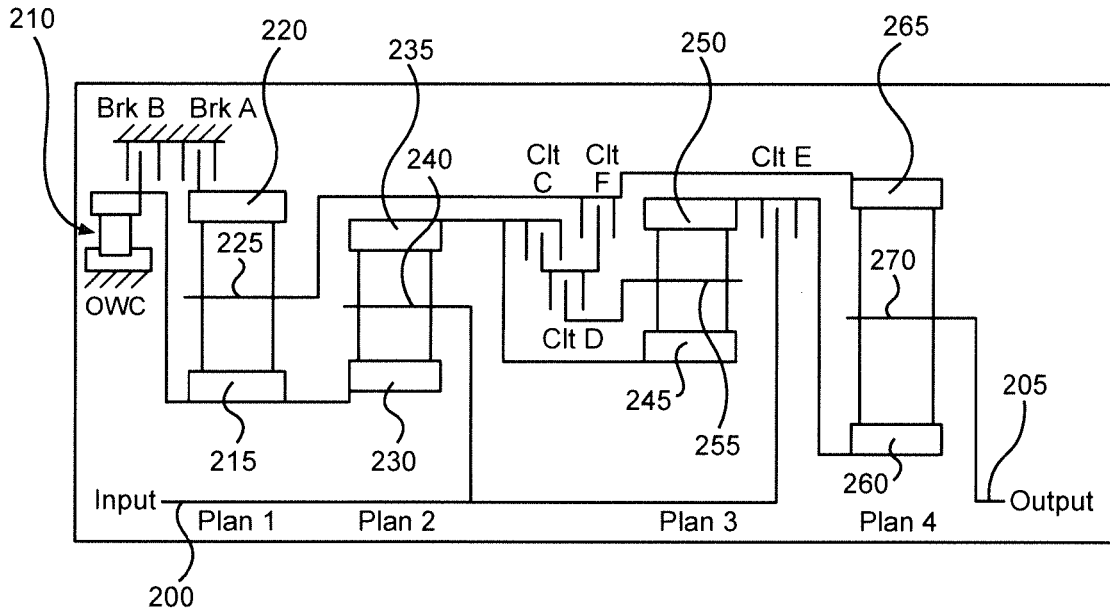 210
220
235
250
265
Brk B
Brk A
240
Clt
C
Clt
F
Clt E
225
270
OWC
Clt D
245
255
205
215
230
260
Input
Plan 1
Plan 2
Plan 3
Plan 4
Output
200